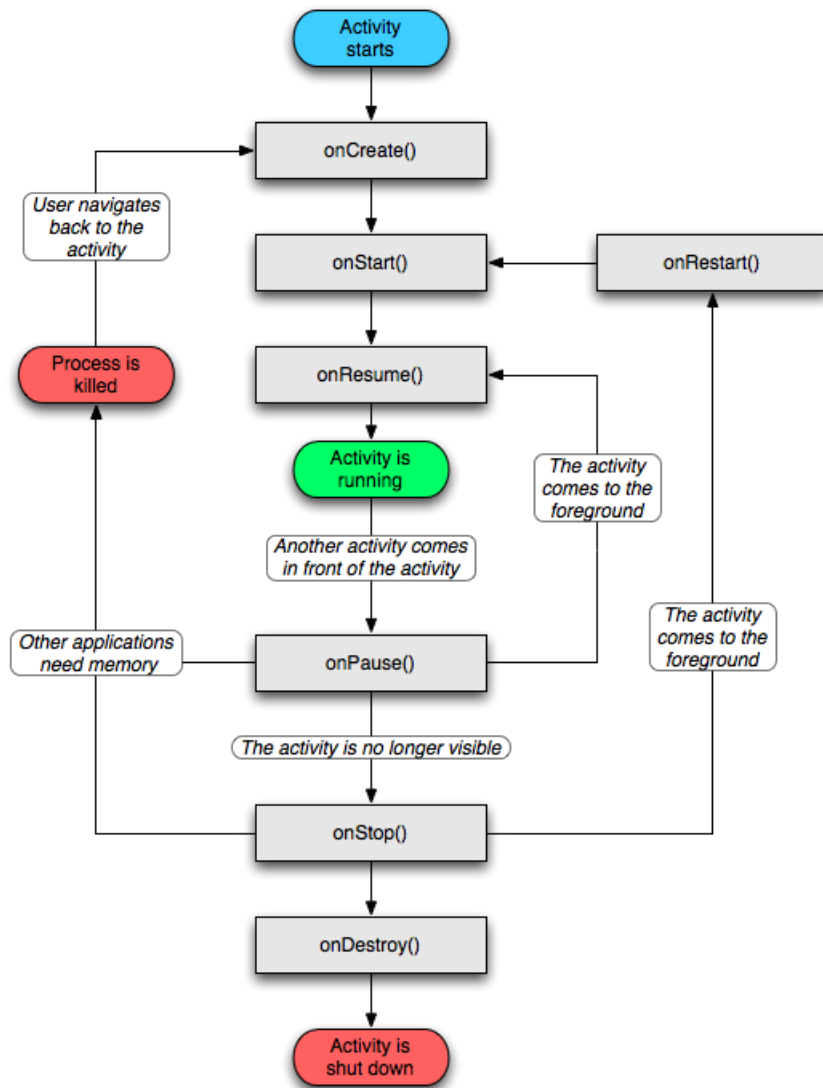 Activity
starts
onCreate()
User navigates
back to the
activity
onStart()
onRestart()
Process is
killed
onResume()
Activity is
running
The activity
comes to the
foreground
Another activity comes
in front of the activity
The activity
comes to the
foreground
Other applications
need memory
onPause()
The activity is no longer visible
onStop()
onDestroy()
Activity is
shut down